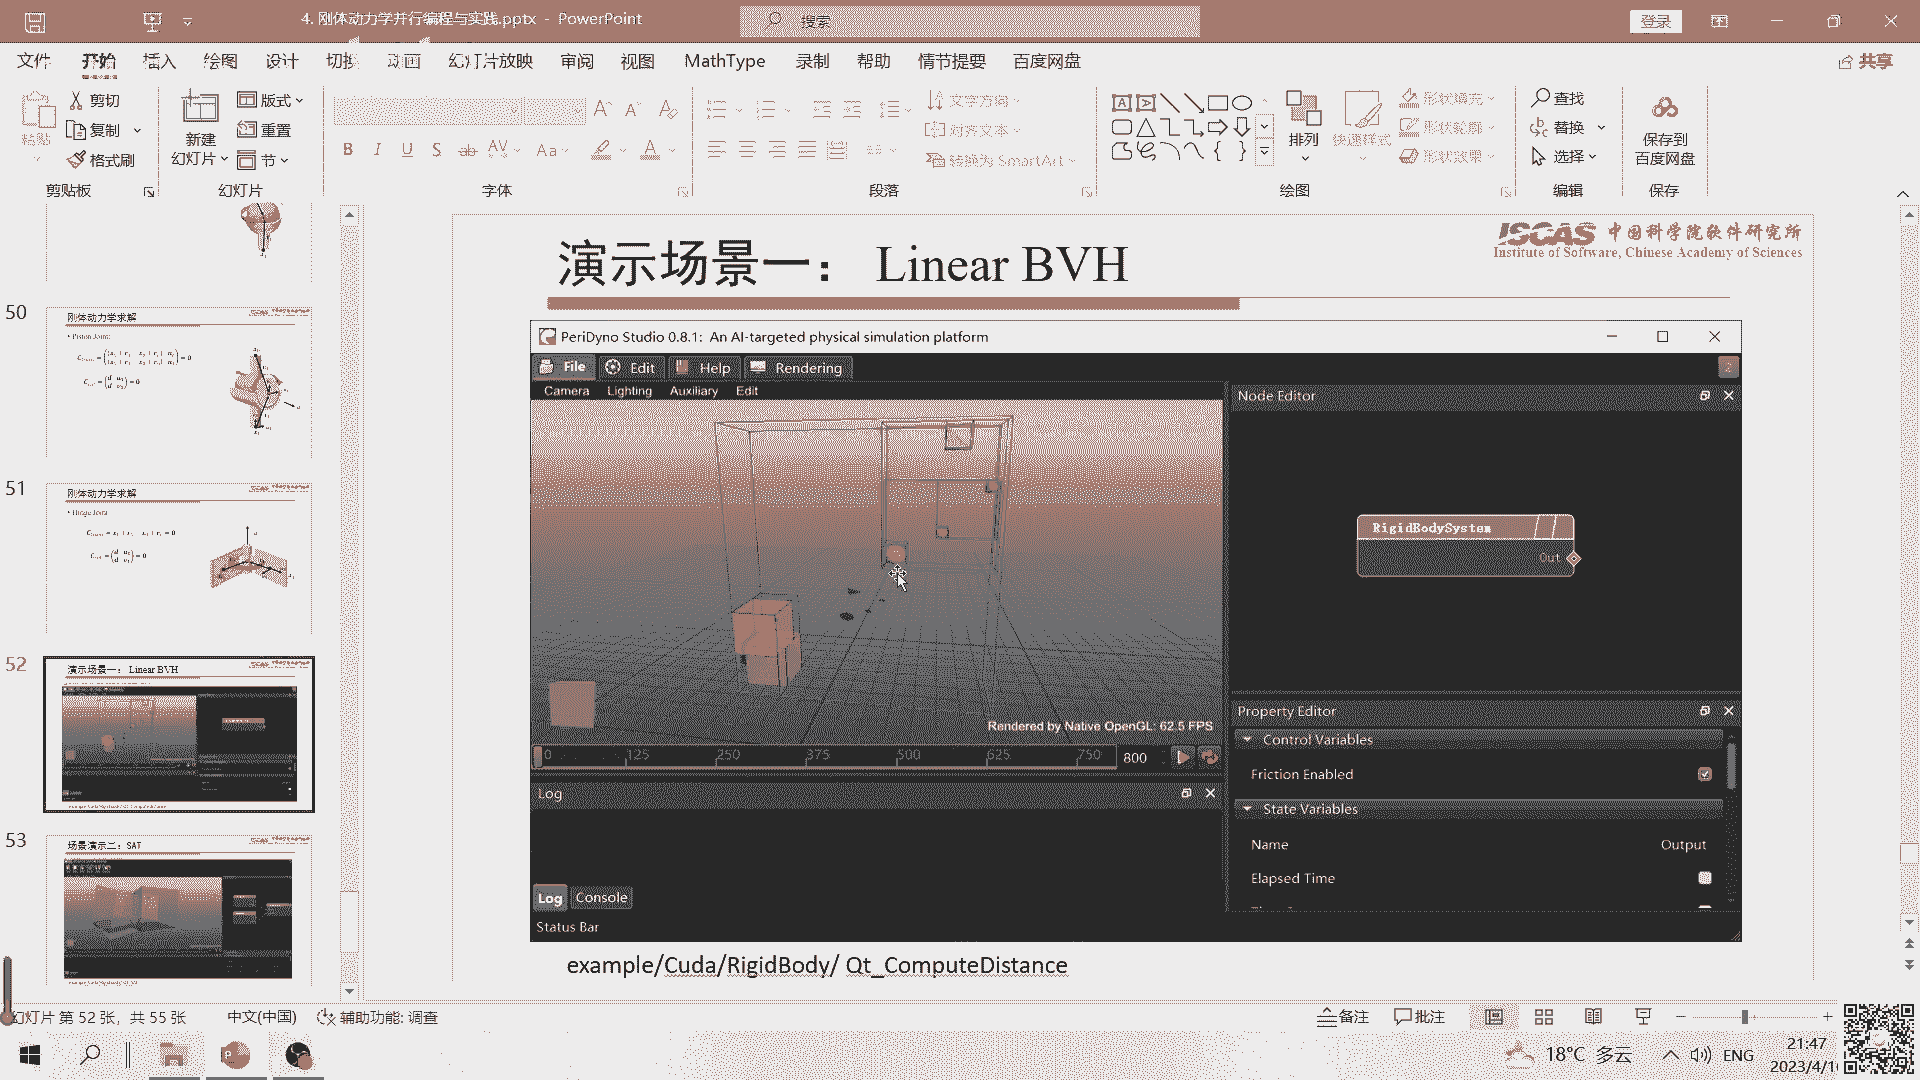 4. 刚体动力学并行编程与实践.pptx - PowerPoint
搜索
登录
文件 开始 插入 绘图 设计 切换 动画 幻灯片放映 审阅 视图 MathType 录制 帮助 情节提要 百度网盘
共享
粘贴
剪切
复制
格式刷
剪贴板
新建
幻灯片
版式
重置
节
幻灯片
B I U S ab AV Aa A
字体
文字方向
对齐文本
转换为 SmartArt
段落
排列
快速样式
形状填充
形状轮廓
形状效果
绘图
查找
替换
选择
编辑
保存到
百度网盘
保存
50
刚体动力学求解
51
刚体动力学求解
52
演示场景一： Linear BVH
53
场景演示二：SAT
演示场景一： Linear BVH
ISCAS 中国科学院软件研究所
Institute of Software, Chinese Academy of Sciences
PeriDyno Studio 0.8.1: An AI-targeted physical simulation platform
File Edit Help Rendering
Camera Lighting Auxiliary Edit
Rendered by Native OpenGL: 62.5 FPS
0 125 250 375 500 625 750 800
Log
Log Console
Status Bar
Node Editor
RigidBodySystem
Out
Property Editor
Control Variables
Friction Enabled
State Variables
Name Output
Elapsed Time
example/Cuda/RigidBody/ Qt_ComputeDistance
幻灯片 第 52 张，共 55 张 中文(中国) 辅助功能: 调查
备注 批注
18°C 多云 ENG
21:47